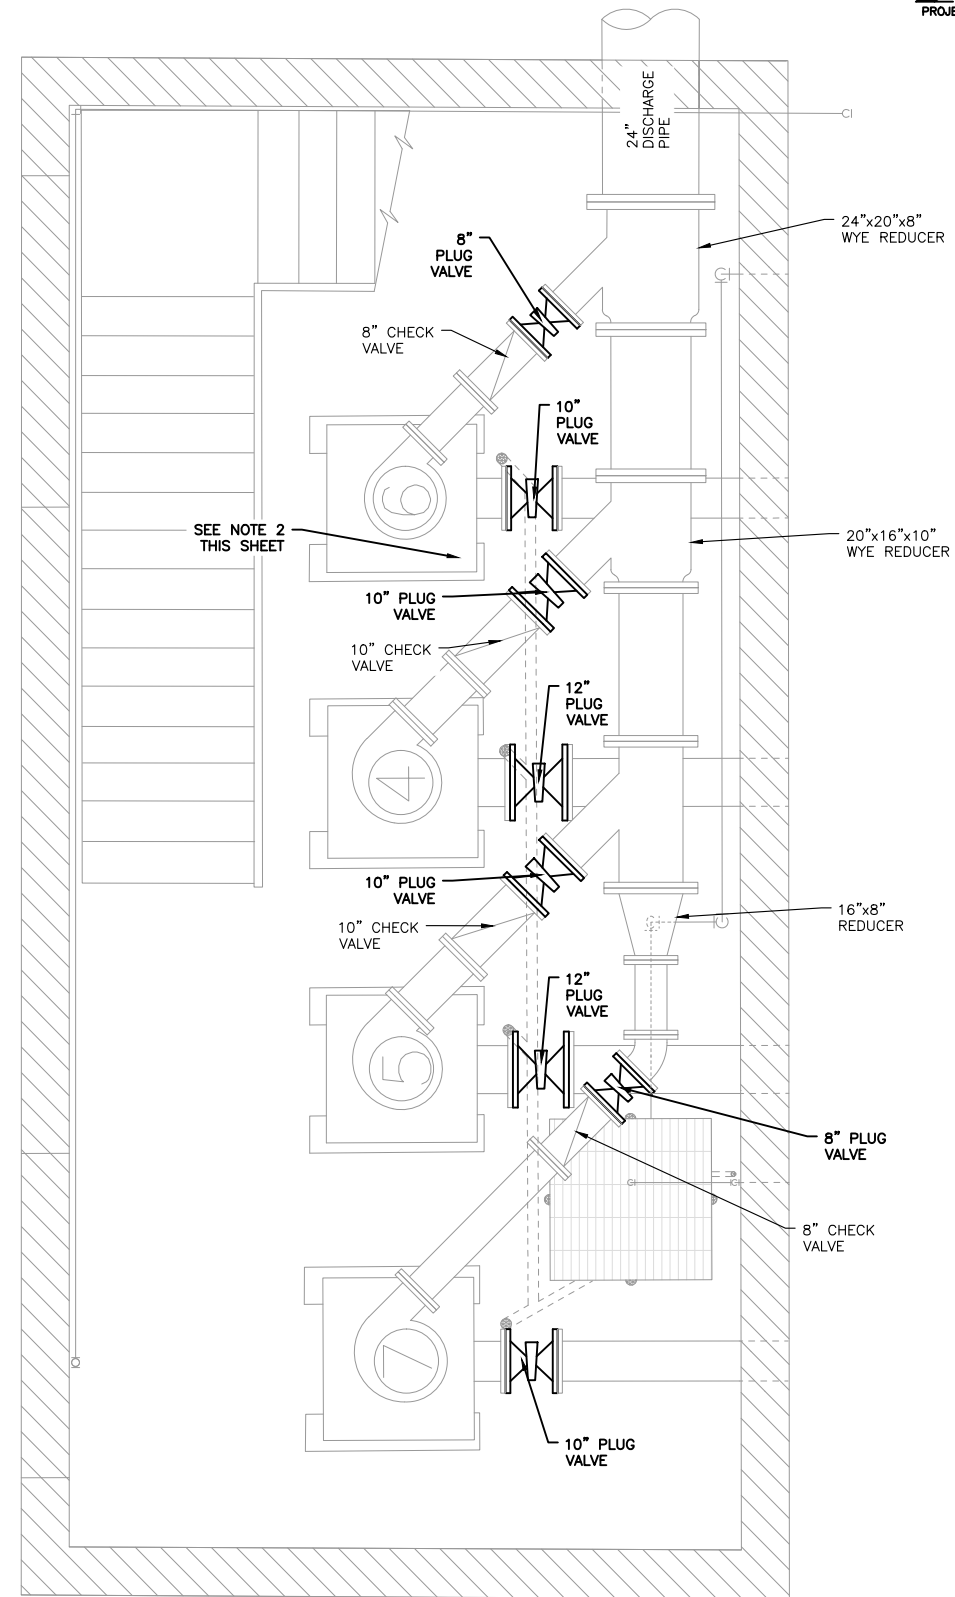 PROJE
24"
DISCHARGE
PIPE
24"x20"x8"
WYE REDUCER
8"
PLUG
VALVE
8" CHECK
VALVE
10"
PLUG
VALVE
6
SEE NOTE 2
THIS SHEET
20"x16"x10"
WYE REDUCER
10" PLUG
VALVE
10" CHECK
VALVE
12"
PLUG
VALVE
4
10" PLUG
VALVE
16"x8"
REDUCER
10" CHECK
VALVE
12"
PLUG
VALVE
5
8" PLUG
VALVE
8" CHECK
VALVE
7
10" PLUG
VALVE